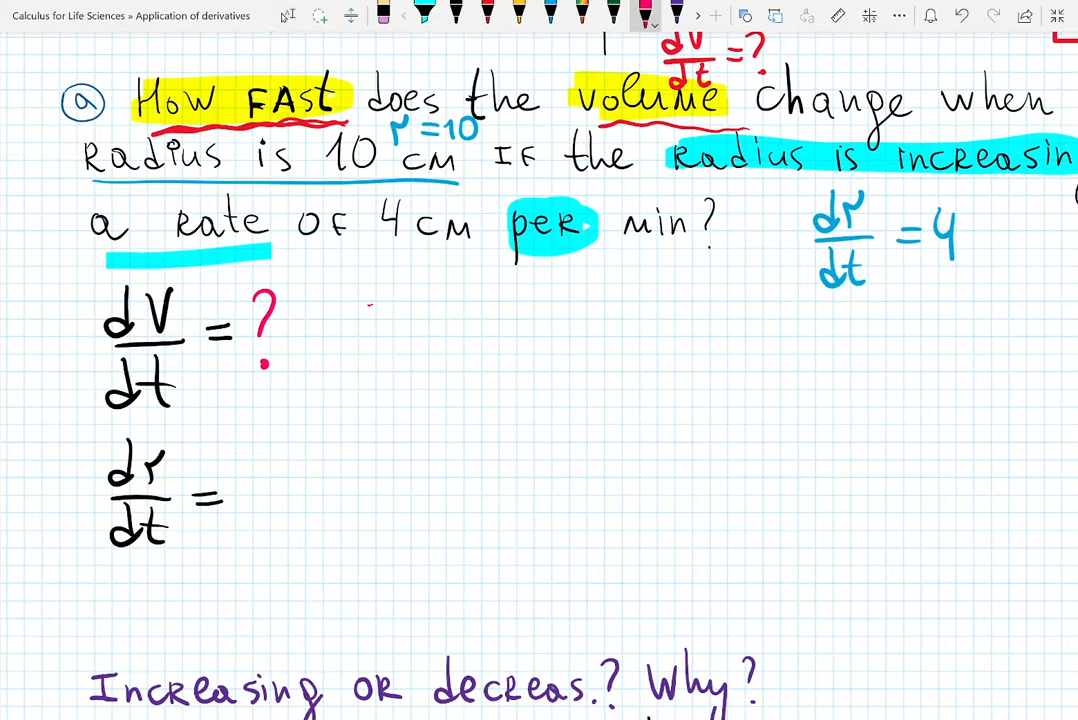 Calculus for Life Sciences » Application of derivatives
dV/dt = ?
ⓐ How FAst does the volume change when
r = 10
Radius is 10 cm IF the radius is increasin
a rate of 4 cm per min?
dr/dt = 4
dV/dt = ?
dr/dt =
Increasing or decreas.? Why?